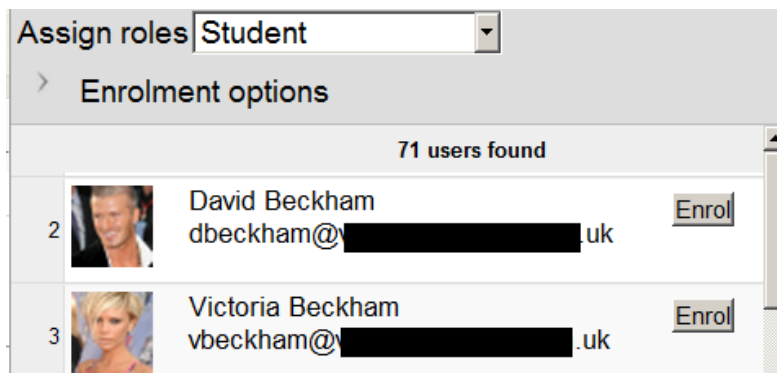 Assign roles Student
Enrolment options
71 users found
2
David Beckham
Enrol
dbeckham@
.uk
3
Victoria Beckham
Enrol
vbeckham@
.uk